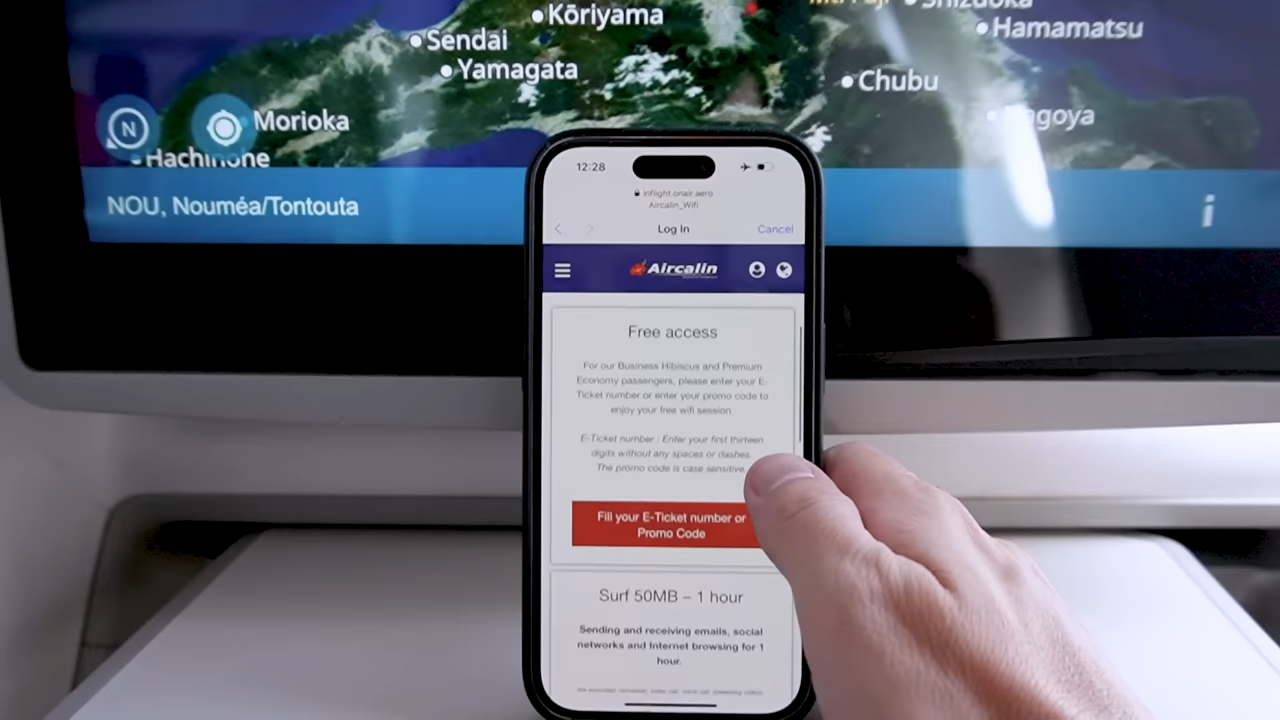 Kōriyama
Shizuoka
Hamamatsu
Sendai
Yamagata
Chubu
Morioka
N
Hachinohe
NOU, Nouméa/Tontouta
i
12:28
inflight.onair.aero
Aircalin_Wifi
Log In
Cancel
Aircalin
Free access
For our Business Hibiscus and Premium
Economy passengers, please enter your E-
Ticket number or enter your promo code to
enjoy your free wifi session.
E-Ticket number : Enter your first thirteen
digits without any spaces or dashes.
The promo code is case sensitive.
Fill your E-Ticket number or
Promo Code
Surf 50MB – 1 hour
Sending and receiving emails, social
networks and Internet browsing for 1
hour.